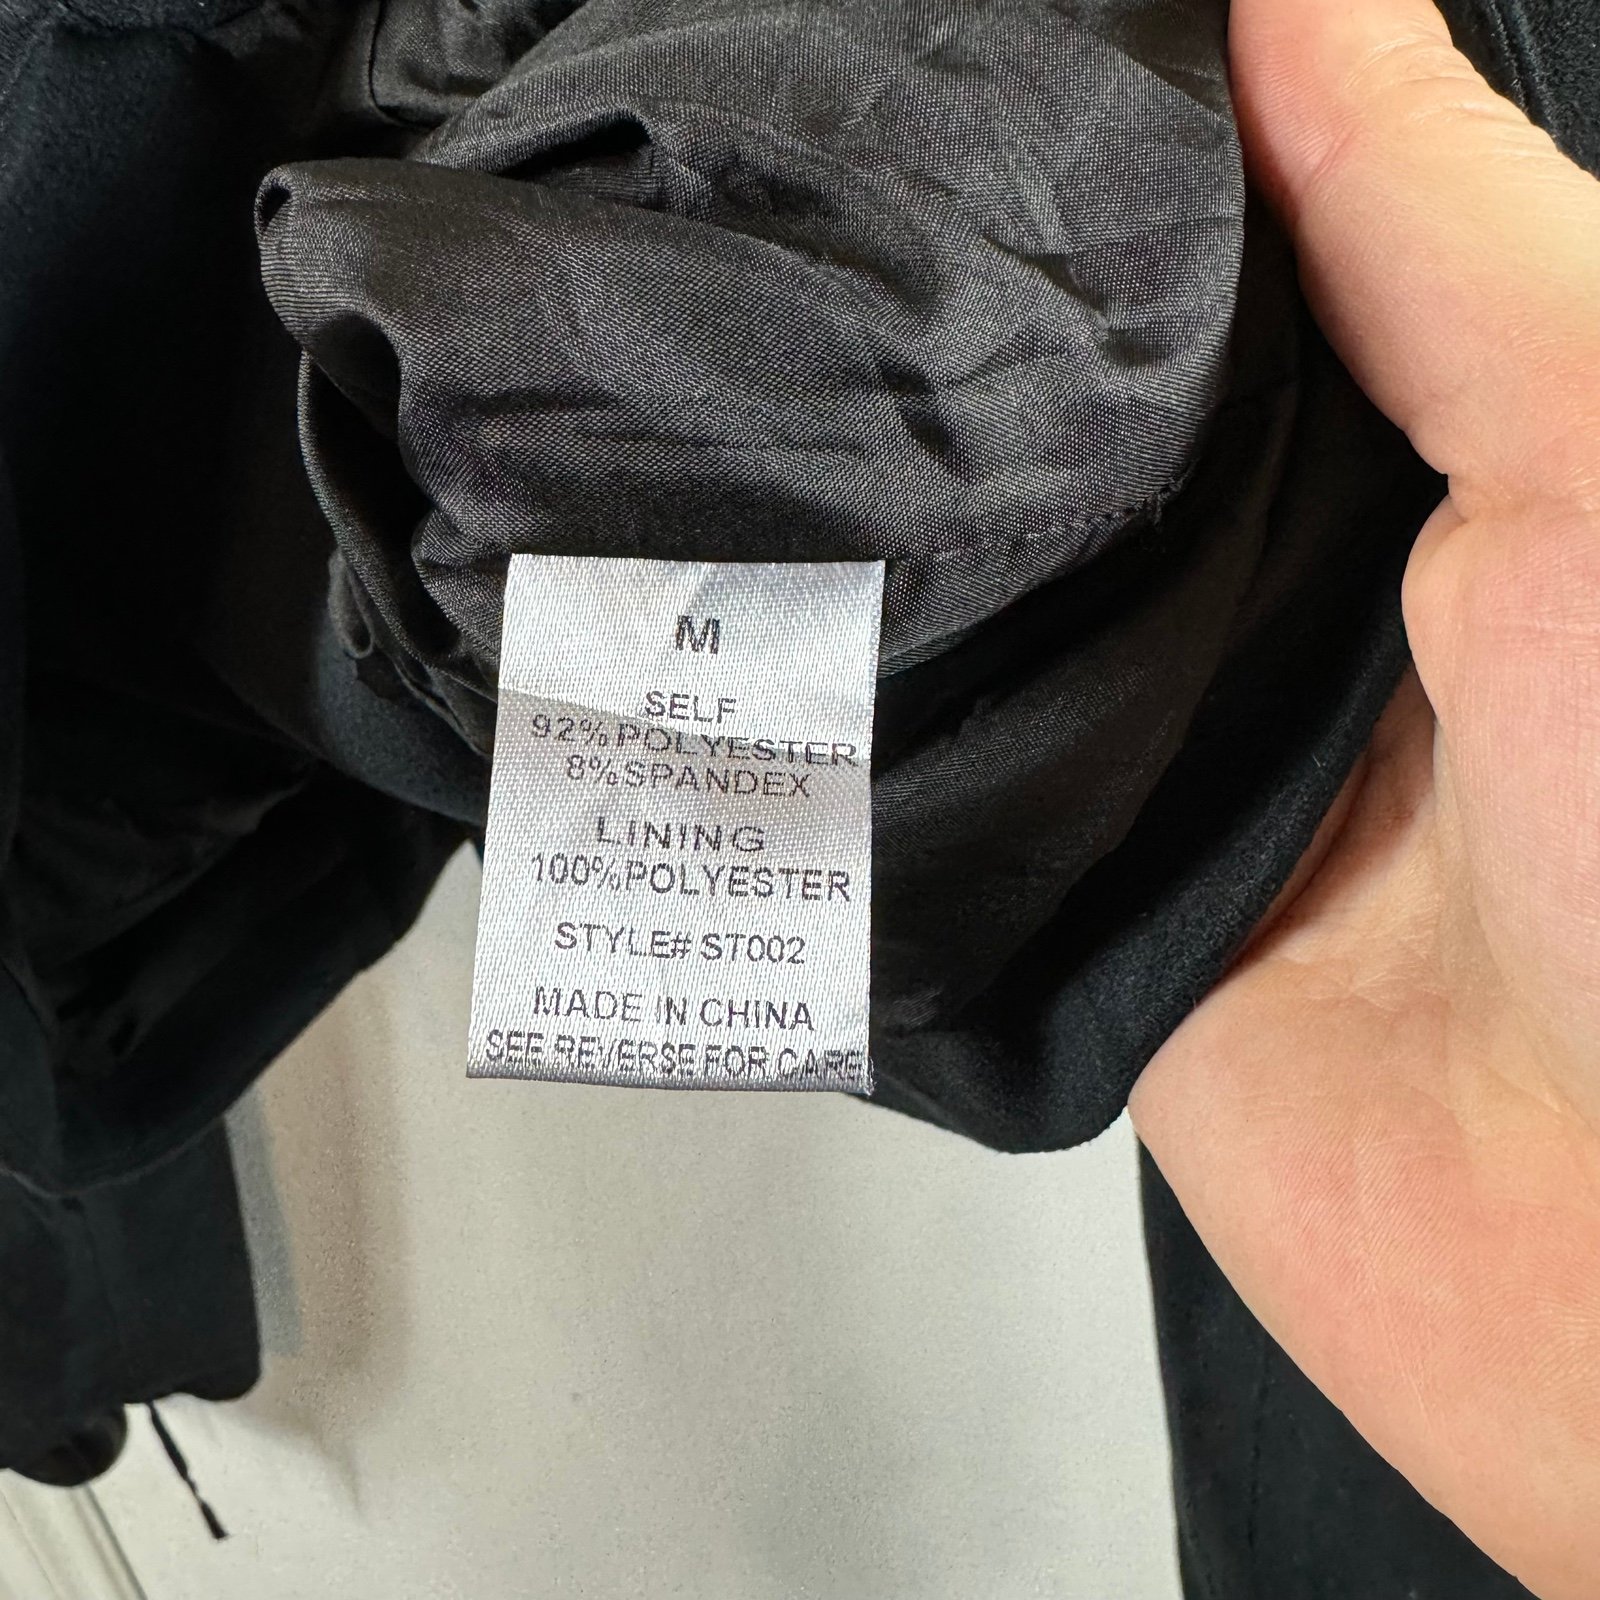 M
SELF
92%POLYESTER
8%SPANDEX
LINING
100%POLYESTER
STYLE# ST002
MADE IN CHINA
SEE REVERSE FOR CARE